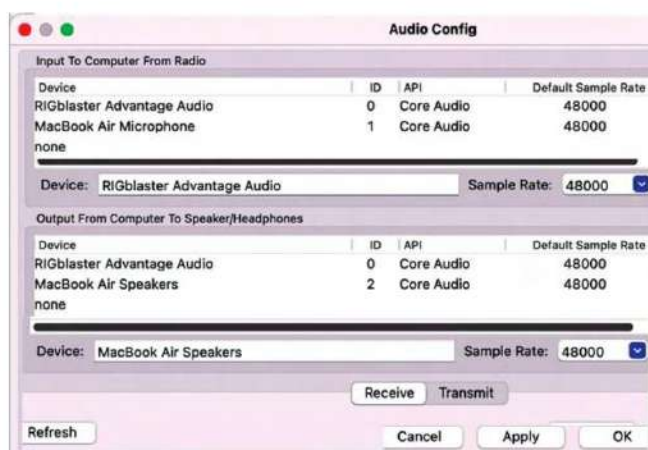 Audio Config
Input To Computer From Radio
Device ID API Default Sample Rate
RIGblaster Advantage Audio 0 Core Audio 48000
MacBook Air Microphone 1 Core Audio 48000
none
Device: RIGblaster Advantage Audio Sample Rate: 48000
Output From Computer To Speaker/Headphones
Device ID API Default Sample Rate
RIGblaster Advantage Audio 0 Core Audio 48000
MacBook Air Speakers 2 Core Audio 48000
none
Device: MacBook Air Speakers Sample Rate: 48000
Receive Transmit
Refresh Cancel Apply OK